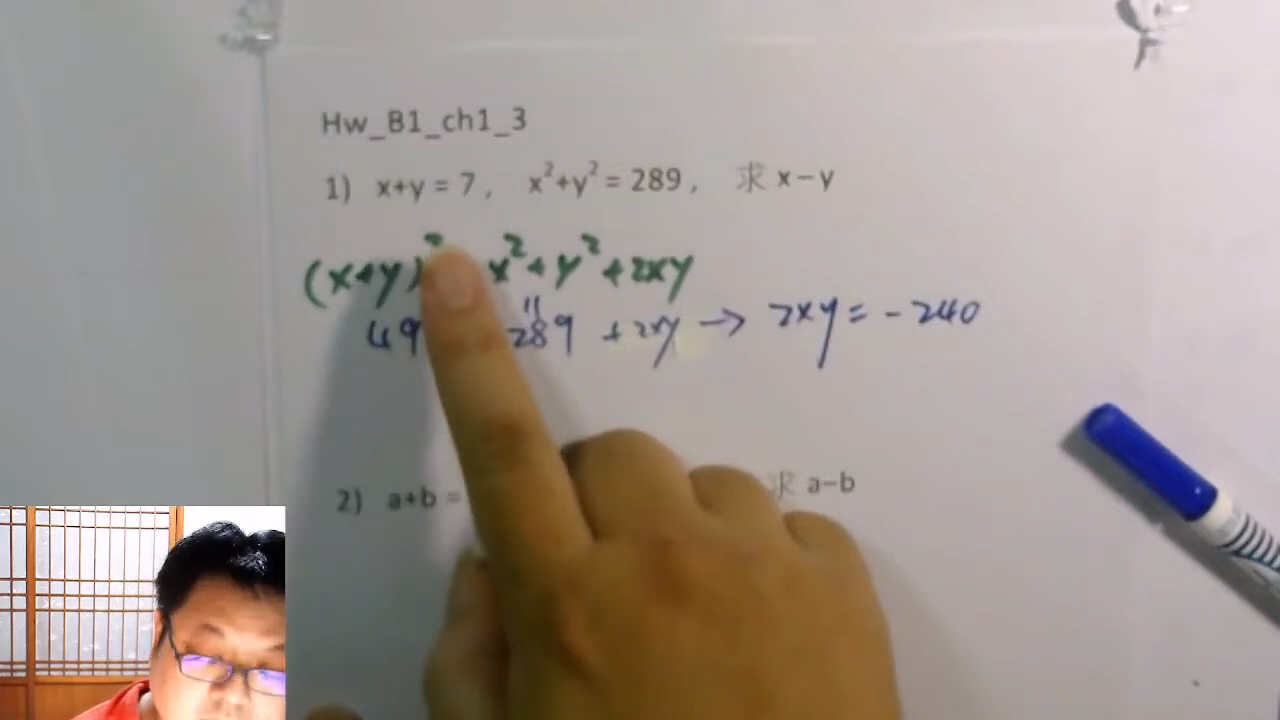 Hw_B1_ch1_3
1) x+y = 7, x²+y² = 289, 求 x−y
(x+y)² x²+y²+2xy
49 289 +2xy → 2xy = -240
2) a+b = 求 a−b